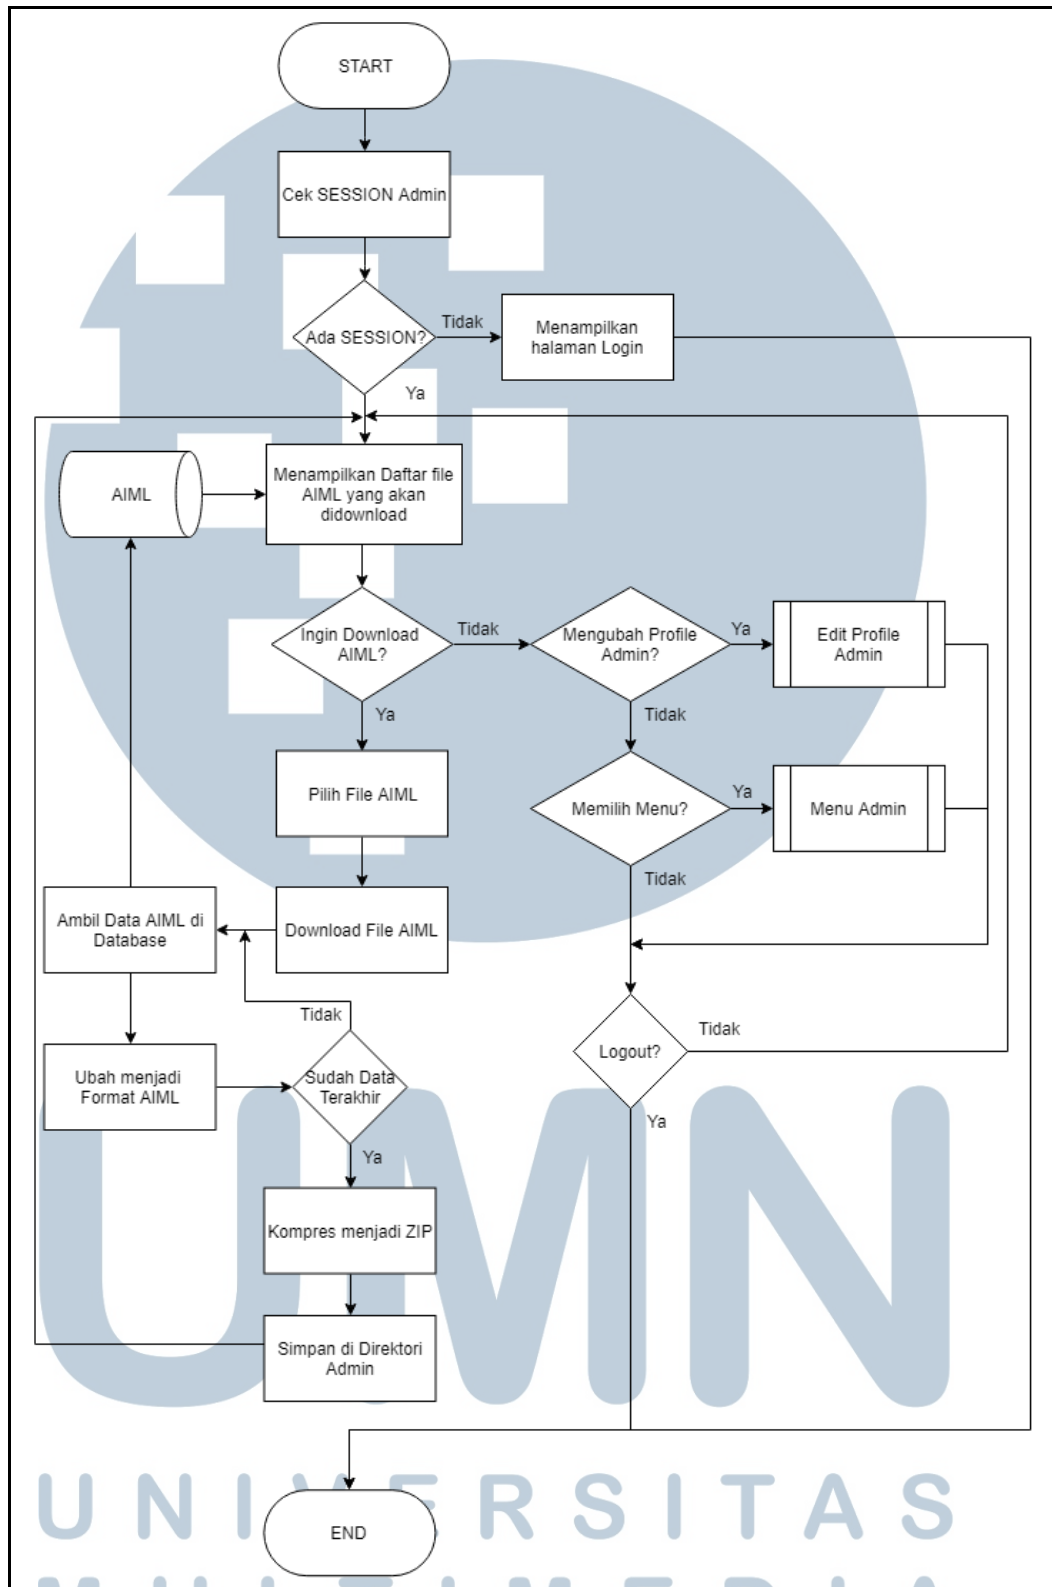 START
Cek SESSION Admin
Ada SESSION?
Tidak
Menampilkan
halaman Login
Ya
AIML
Menampilkan Daftar file
AIML yang akan
didownload
Ingin Download
AIML?
Tidak
Mengubah Profile
Admin?
Ya
Edit Profile
Admin
Ya
Tidak
Pilih File AIML
Memilih Menu?
Ya
Menu Admin
Tidak
Ambil Data AIML di
Database
Download File AIML
Tidak
Logout?
Tidak
Ubah menjadi
Format AIML
Sudah Data
Terakhir
Ya
Ya
Kompres menjadi ZIP
Simpan di Direktori
Admin
END
UMN
UNIVERSITAS
MULTIMEDIA